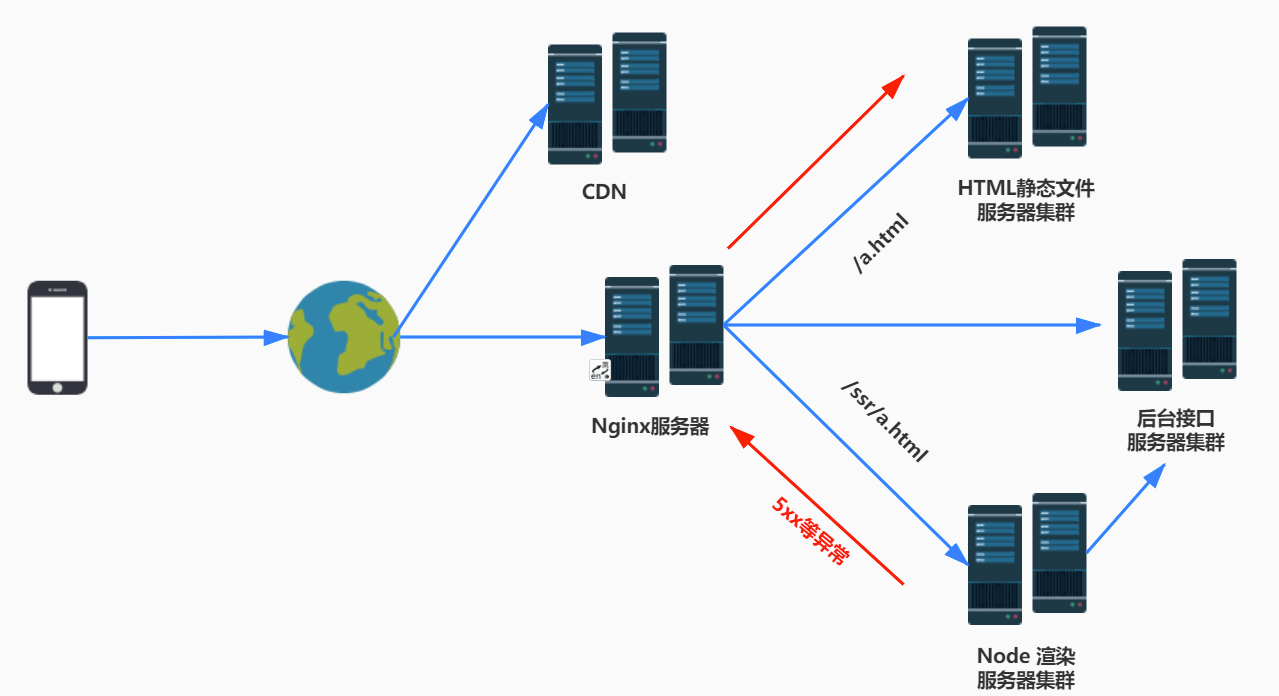 CDN
HTML静态文件
服务器集群
/a.html
en
英
Nginx服务器
/ssr/a.html
后台接口
服务器集群
5xx等异常
Node 渲染
服务器集群